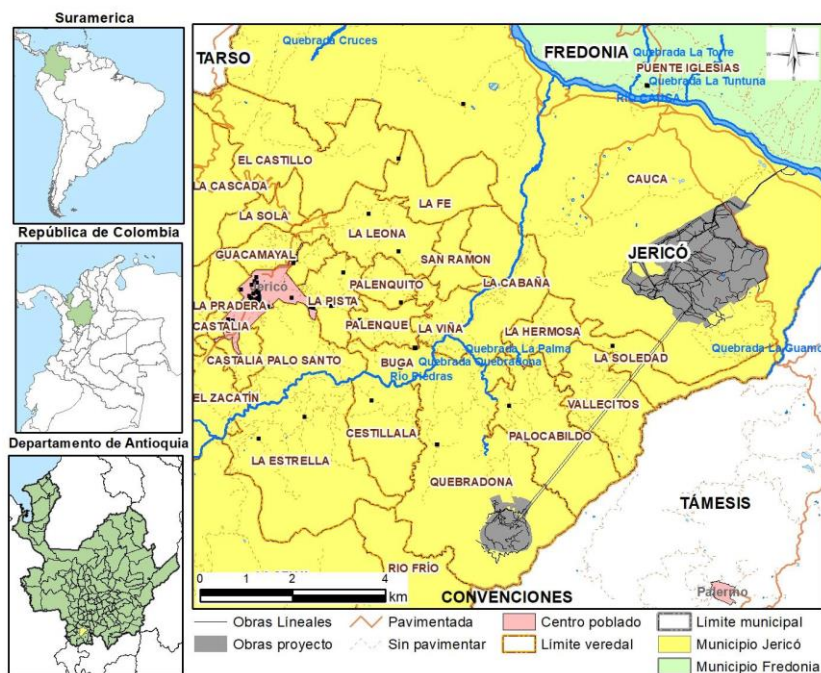 Suramerica
República de Colombia
Departamento de Antioquia
TARSO
Quebrada Cruces
FREDONIA
Quebrada La Torre
PUENTE IGLESIAS
Quebrada La Tuntuna
RIO CAUCA
N
W E
S
EL CASTILLO
LA CASCADA
LA FE
CAUCA
LA SOLA
LA LEONA
GUACAMAYAL
SAN RAMON
JERICÓ
Jericó
PALENQUITO
LA CABAÑA
LA PRADERA
LA PISTA
CASTALIA
PALENQUE
LA VIÑA
LA HERMOSA
Quebrada La Palma
Quebrada La Guamo
CASTALIA PALO SANTO
BUGA
Quebrada Quebradona
LA SOLEDAD
Río Piedras
EL ZACATÍN
VALLECITOS
CESTILLALA
PALOCABILDO
LA ESTRELLA
QUEBRADONA
TÁMESIS
RIO FRÍO
Palermo
0 2 4
km
CONVENCIONES
Obras Lineales
Pavimentada
Centro poblado
Límite municipal
Obras proyecto
Sin pavimentar
Límite veredal
Municipio Jericó
Municipio Fredonia